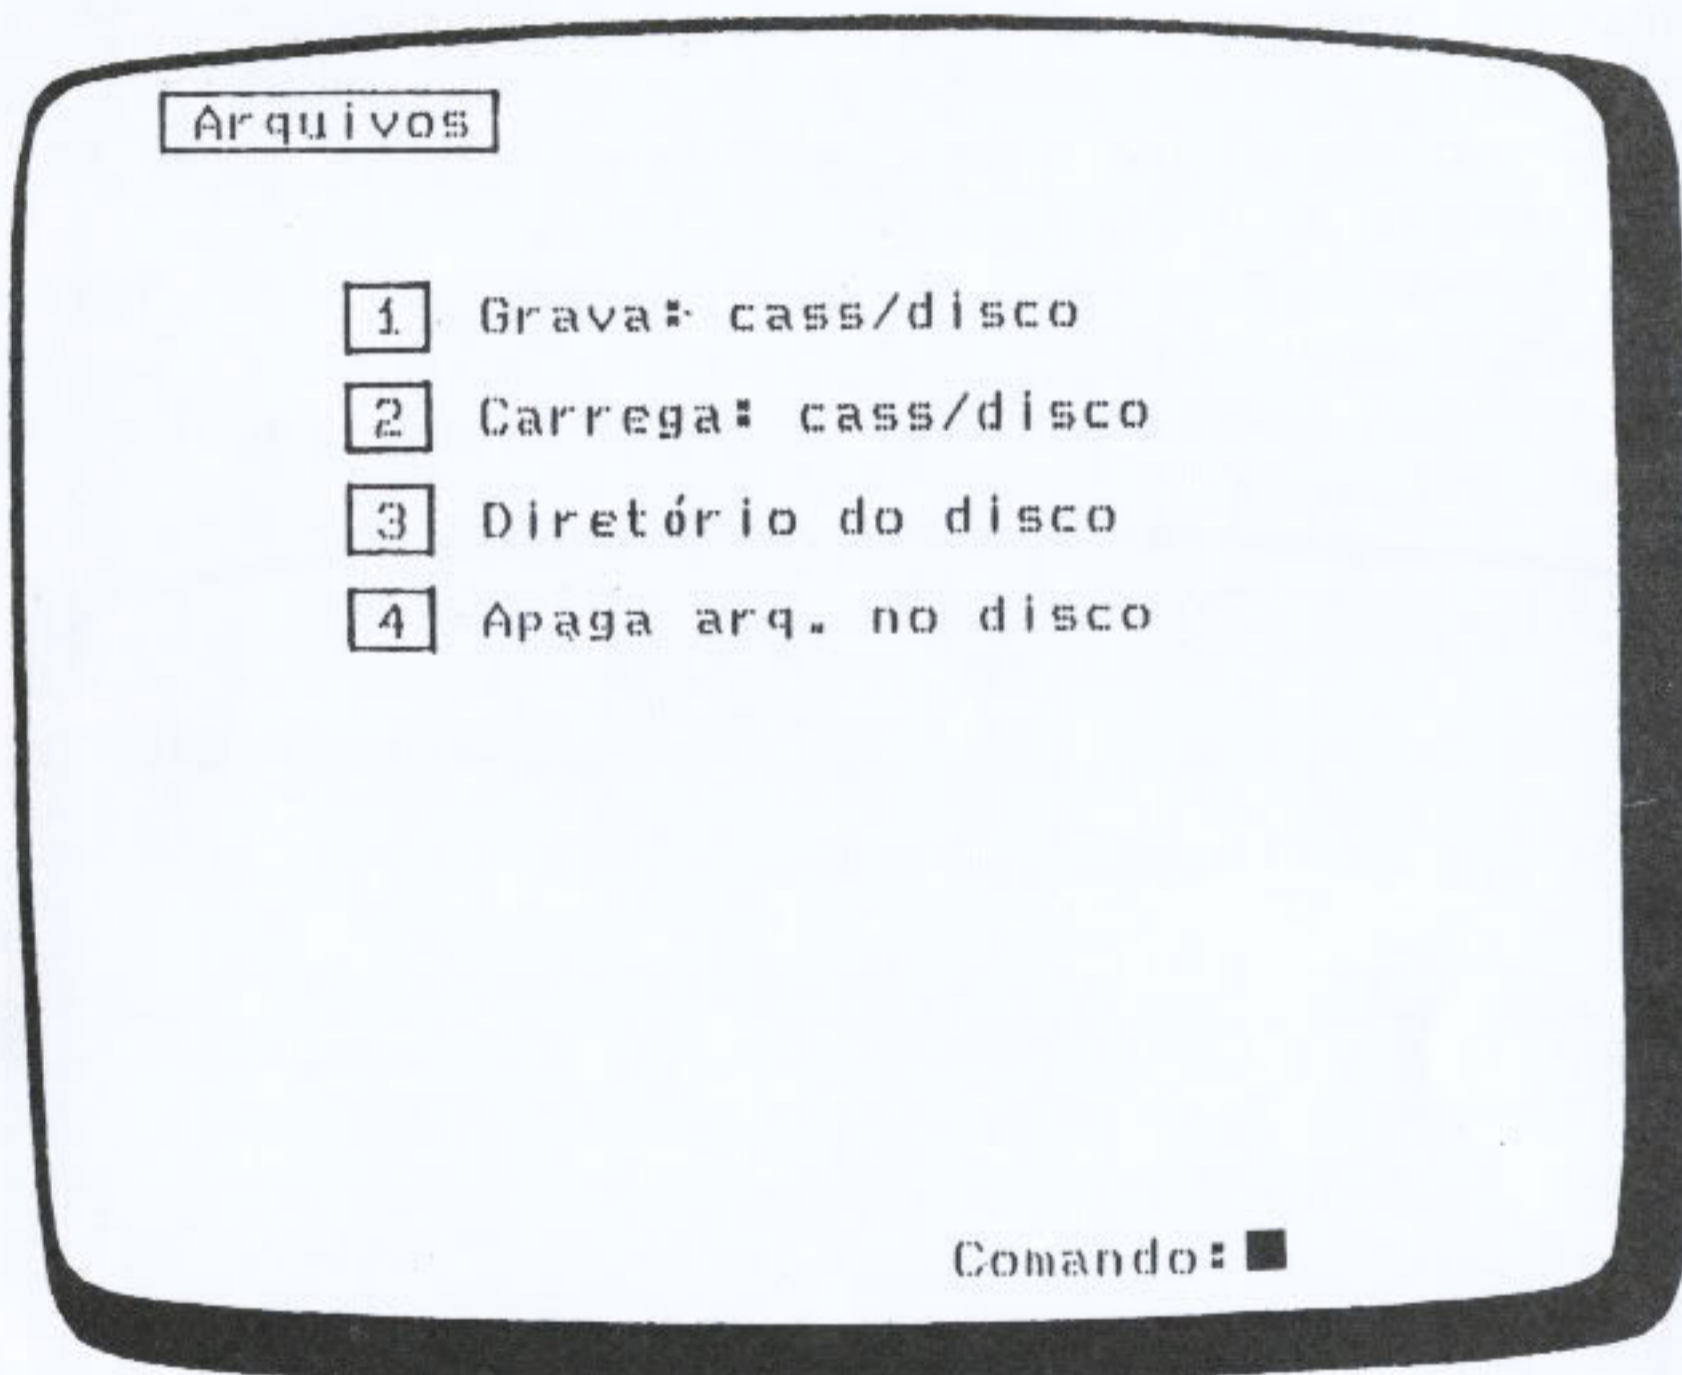 Arquivos
1 Grava: cass/disco
2 Carrega: cass/disco
3 Diretório do disco
4 Apaga arq. no disco
Comando: